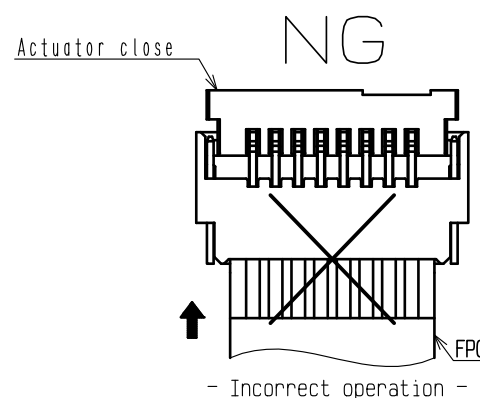 NG
Actuator close
FPC
- Incorrect operation -